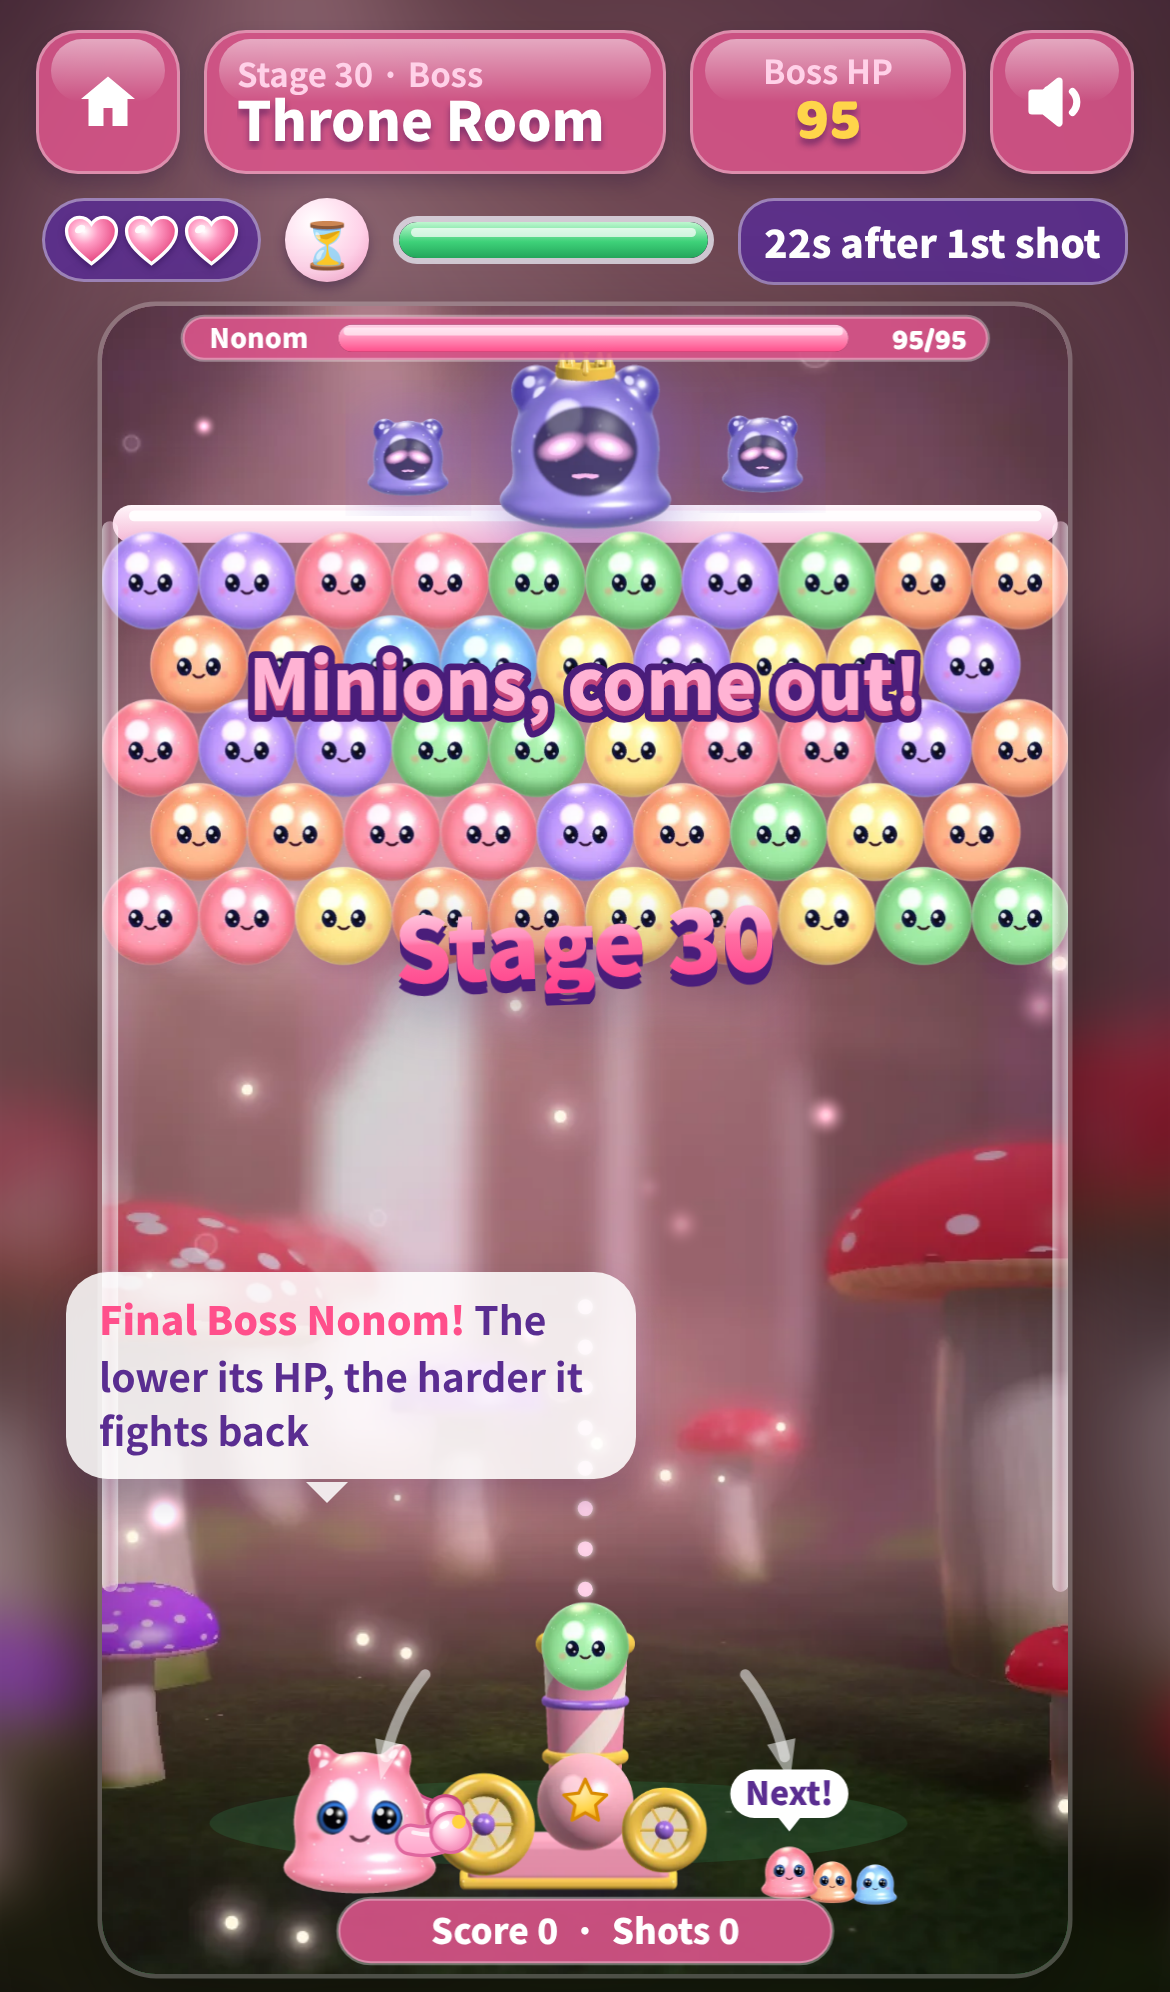 Stage 30 · Boss
Throne Room
Boss HP
95
22s after 1st shot
Nonom
95/95
Minions, come out!
Stage 30
Final Boss Nonom! The
lower its HP, the harder it
fights back
Next!
Score 0 · Shots 0